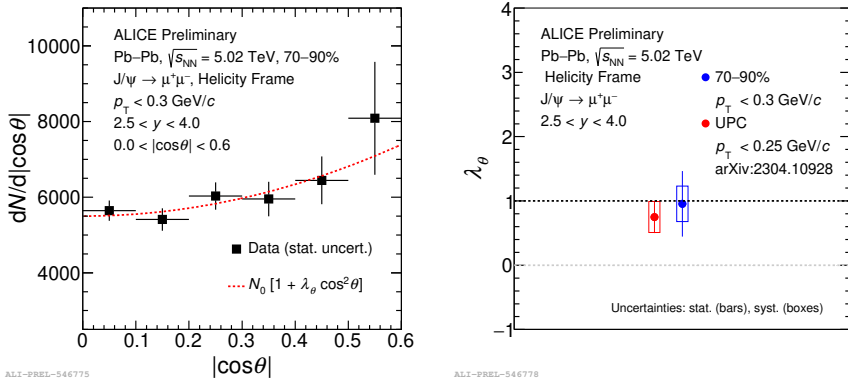 ALICE Preliminary
Pb–Pb, √sNN = 5.02 TeV, 70–90%
J/ψ → μ⁺μ⁻, Helicity Frame
pT < 0.3 GeV/c
2.5 < y < 4.0
0.0 < |cosθ| < 0.6
Data (stat. uncert.)
N0 [1 + λθ cos²θ]
dN/d|cosθ|
10000
8000
6000
4000
0 0.1 0.2 0.3 0.4 0.5 0.6
|cosθ|
ALI-PREL-546775
ALICE Preliminary
Pb–Pb, √sNN = 5.02 TeV
Helicity Frame
J/ψ → μ⁺μ⁻
2.5 < y < 4.0
70–90%
pT < 0.3 GeV/c
UPC
pT < 0.25 GeV/c
arXiv:2304.10928
λθ
4
3
2
1
0
−1
Uncertainties: stat. (bars), syst. (boxes)
ALI-PREL-546778